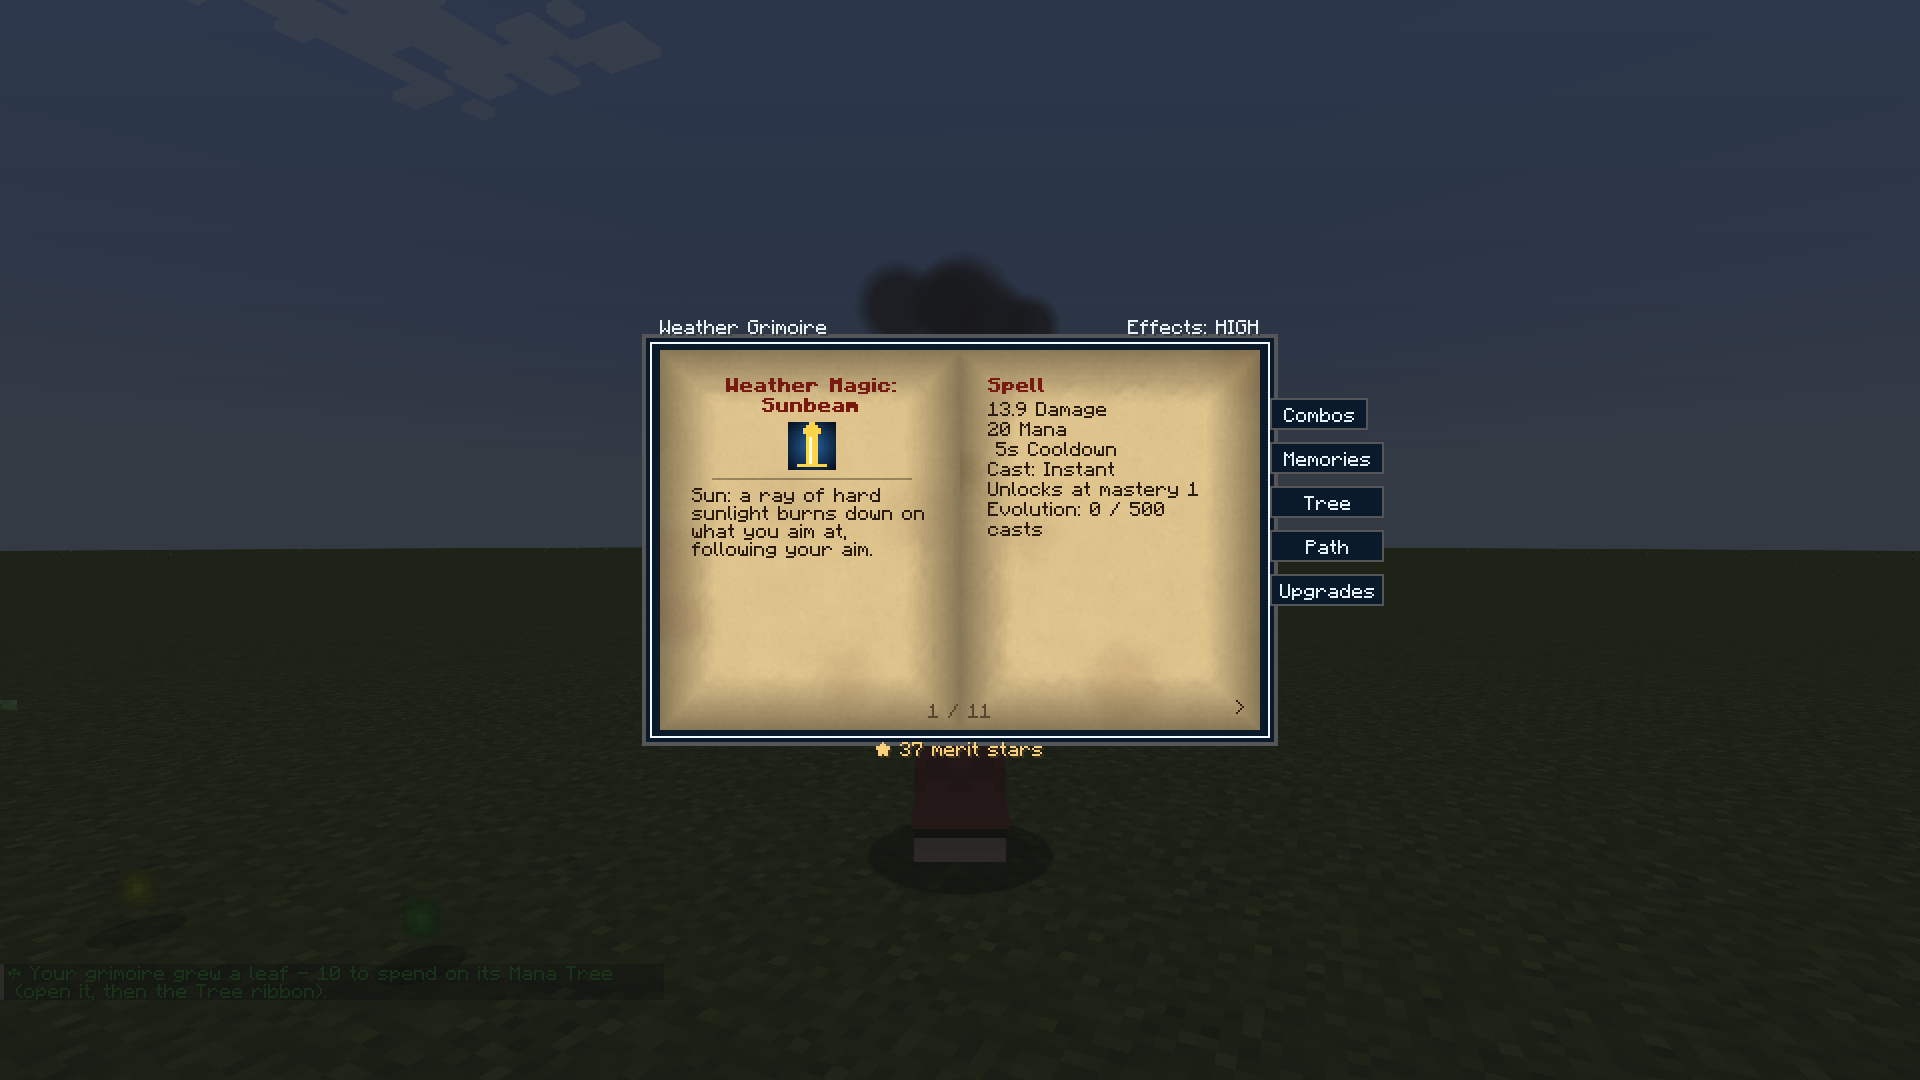 Weather Grimoire
Effects: HIGH
Weather Magic:
Sunbeam
Sun: a ray of hard
sunlight burns down on
what you aim at,
following your aim.
Spell
13.9 Damage
20 Mana
5s Cooldown
Cast: Instant
Unlocks at mastery 1
Evolution: 0 / 500
casts
1 / 11
>
Combos
Memories
Tree
Path
Upgrades
★ 37 merit stars
♣ Your grimoire grew a leaf - 10 to spend on its Mana Tree
(open it, then the Tree ribbon).